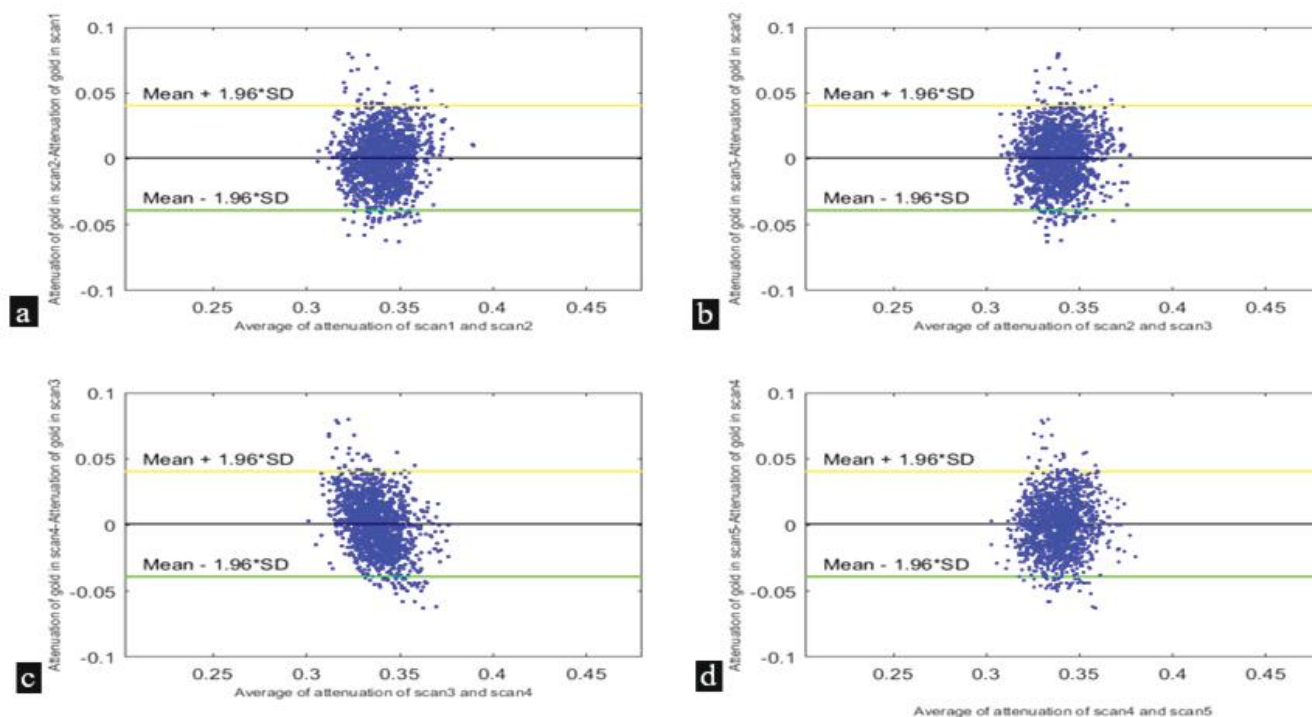 Attenuation of gold in scan2-Attenuation of gold in scan1
0.1
0.05
0
-0.05
-0.1
Mean + 1.96*SD
Mean - 1.96*SD
0.25 0.3 0.35 0.4 0.45
Average of attenuation of scan1 and scan2
a
Attenuation of gold in scan3-Attenuation of gold in scan2
0.1
0.05
0
-0.05
-0.1
Mean + 1.96*SD
Mean - 1.96*SD
0.25 0.3 0.35 0.4 0.45
Average of attenuation of scan2 and scan3
b
Attenuation of gold in scan4-Attenuation of gold in scan3
0.1
0.05
0
-0.05
-0.1
Mean + 1.96*SD
Mean - 1.96*SD
0.25 0.3 0.35 0.4 0.45
Average of attenuation of scan3 and scan4
c
Attenuation of gold in scan5-Attenuation of gold in scan4
0.1
0.05
0
-0.05
-0.1
Mean + 1.96*SD
Mean - 1.96*SD
0.25 0.3 0.35 0.4 0.45
Average of attenuation of scan4 and scan5
d